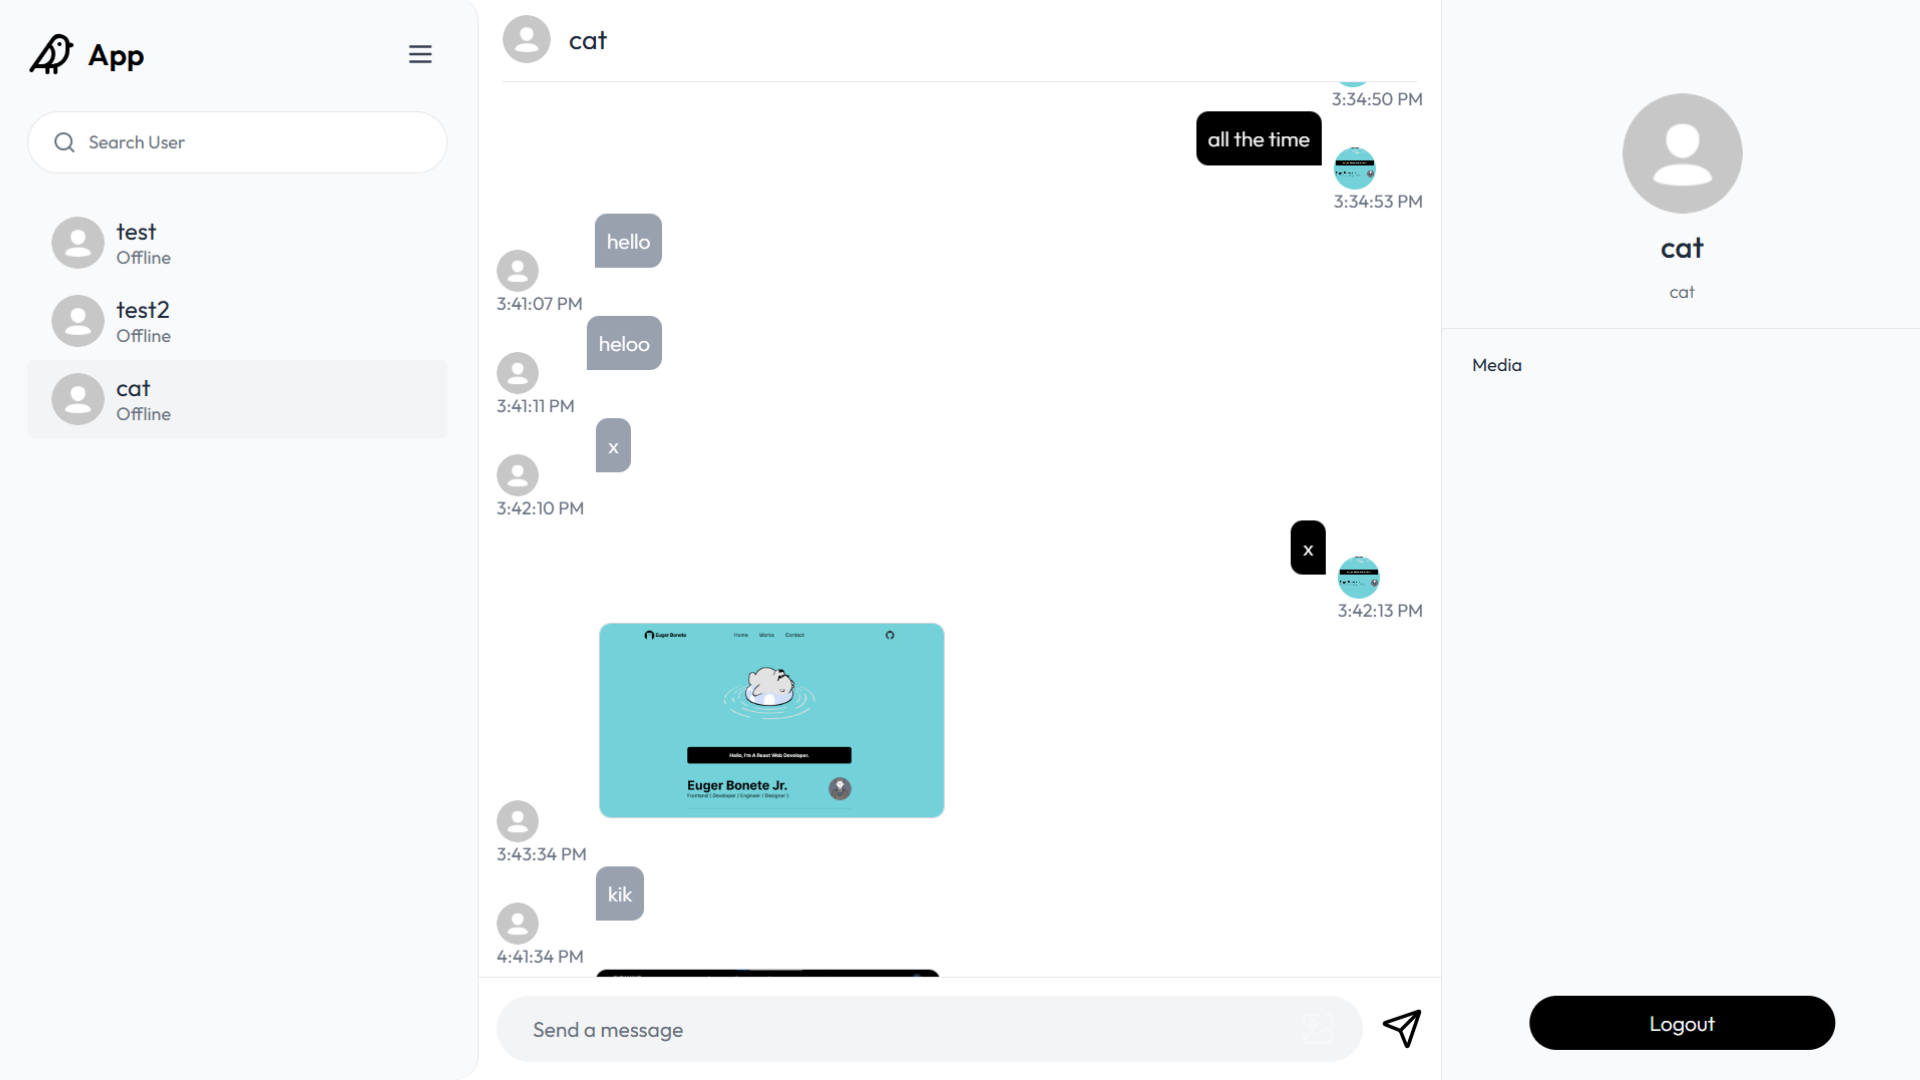 App
Search User
test
Offline
test2
Offline
cat
Offline
cat
3:34:50 PM
all the time
3:34:53 PM
hello
3:41:07 PM
heloo
3:41:11 PM
x
3:42:10 PM
x
3:42:13 PM
Euger Bonete
Home Works Contact
Hello, I'm A React Web Developer.
Euger Bonete Jr.
Frontend ( Developer / Engineer / Designer )
3:43:34 PM
kik
4:41:34 PM
Send a message
cat
cat
Media
Logout